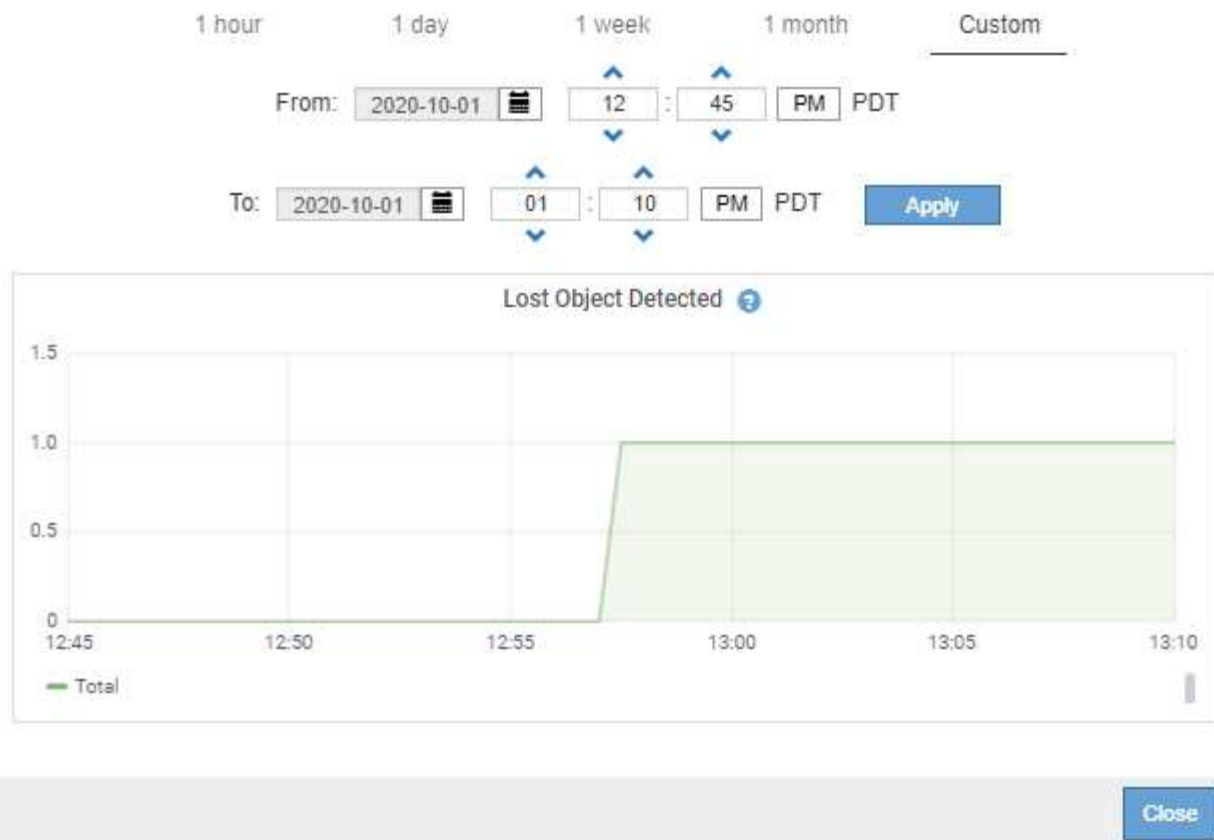 1 hour 1 day 1 week 1 month Custom
From: 2020-10-01 12 : 45 PM PDT
To: 2020-10-01 01 : 10 PM PDT Apply
Lost Object Detected ?
1.5
1.0
0.5
0
12:45 12:50 12:55 13:00 13:05 13:10
Total
Close